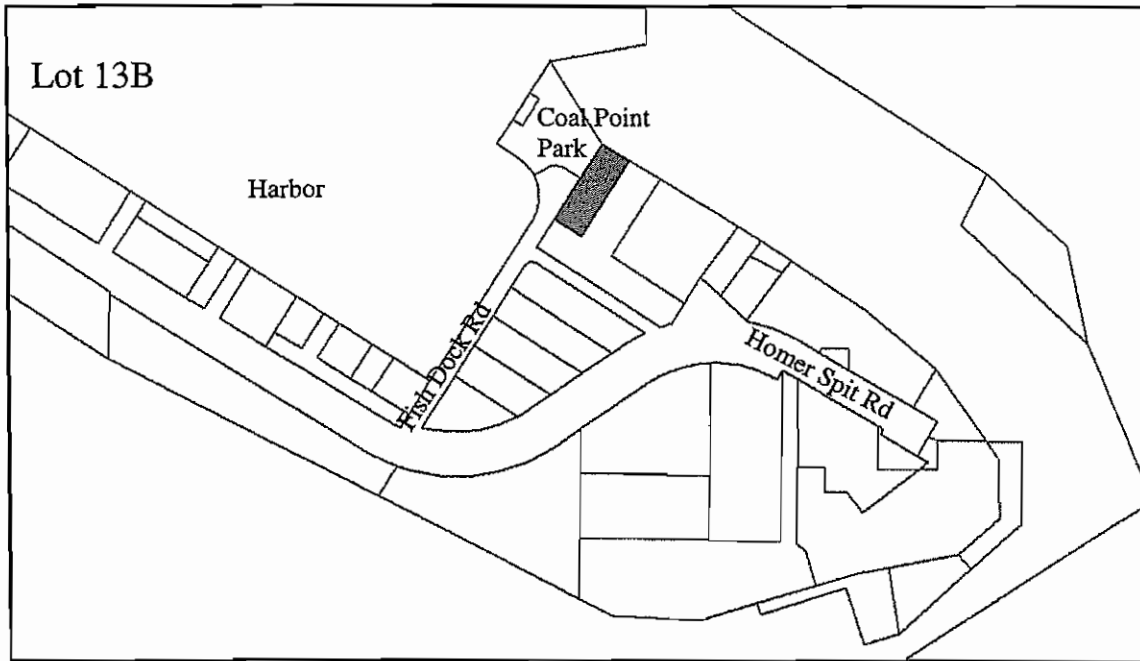 Lot 13B
Coal Point
Park
Harbor
Fish Dock Rd
Homer Spit Rd